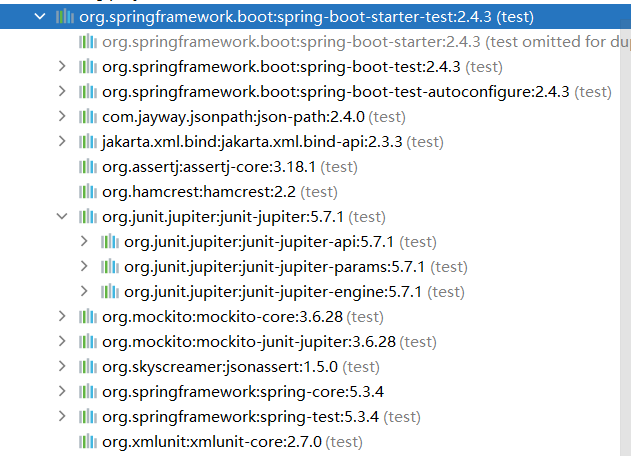 org.springframework.boot:spring-boot-starter-test:2.4.3 (test)
org.springframework.boot:spring-boot-starter:2.4.3 (test omitted for dup
org.springframework.boot:spring-boot-test:2.4.3 (test)
org.springframework.boot:spring-boot-test-autoconfigure:2.4.3 (test)
com.jayway.jsonpath:json-path:2.4.0 (test)
jakarta.xml.bind:jakarta.xml.bind-api:2.3.3 (test)
org.assertj:assertj-core:3.18.1 (test)
org.hamcrest:hamcrest:2.2 (test)
org.junit.jupiter:junit-jupiter:5.7.1 (test)
org.junit.jupiter:junit-jupiter-api:5.7.1 (test)
org.junit.jupiter:junit-jupiter-params:5.7.1 (test)
org.junit.jupiter:junit-jupiter-engine:5.7.1 (test)
org.mockito:mockito-core:3.6.28 (test)
org.mockito:mockito-junit-jupiter:3.6.28 (test)
org.skyscreamer:jsonassert:1.5.0 (test)
org.springframework:spring-core:5.3.4
org.springframework:spring-test:5.3.4 (test)
org.xmlunit:xmlunit-core:2.7.0 (test)